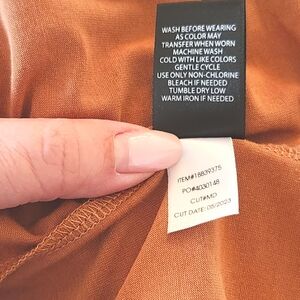 WASH BEFORE WEARING
AS COLOR MAY
TRANSFER WHEN WORN
MACHINE WASH
COLD WITH LIKE COLORS
GENTLE CYCLE
USE ONLY NON-CHLORINE
BLEACH IF NEEDED
TUMBLE DRY LOW
WARM IRON IF NEEDED
ITEM#18839375
PO#4030148
CUT#MP
CUT DATE: 05/2023